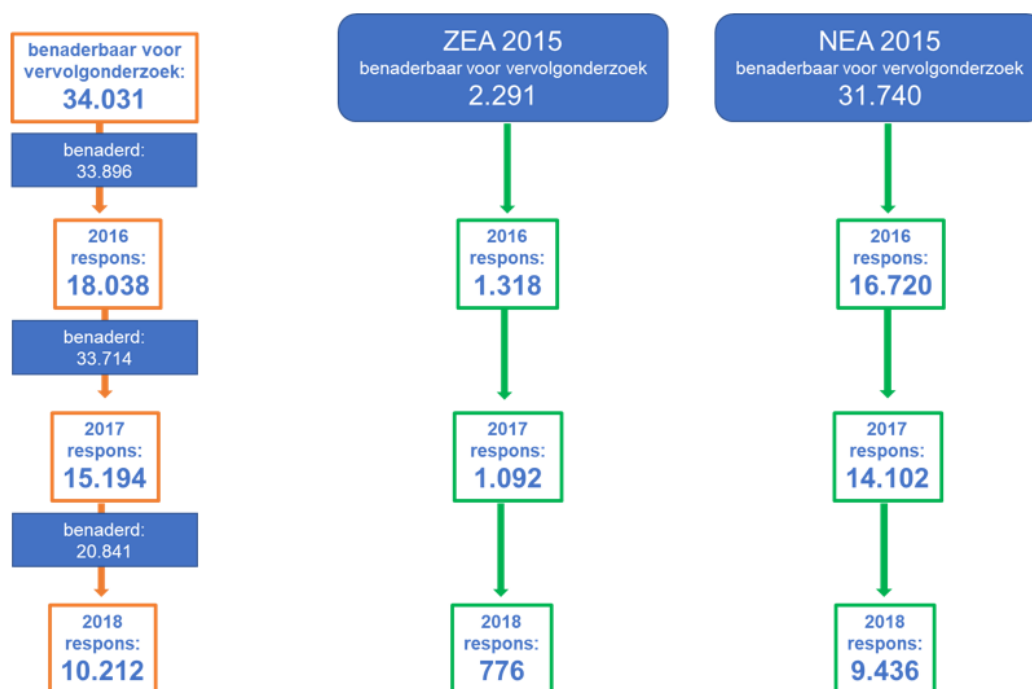 benaderbaar voor
vervolgonderzoek:
34.031
benaderd:
33.896
2016
respons:
18.038
benaderd:
33.714
2017
respons:
15.194
benaderd:
20.841
2018
respons:
10.212
ZEA 2015
benaderbaar voor vervolgonderzoek
2.291
2016
respons:
1.318
2017
respons:
1.092
2018
respons:
776
NEA 2015
benaderbaar voor vervolgonderzoek
31.740
2016
respons:
16.720
2017
respons:
14.102
2018
respons:
9.436